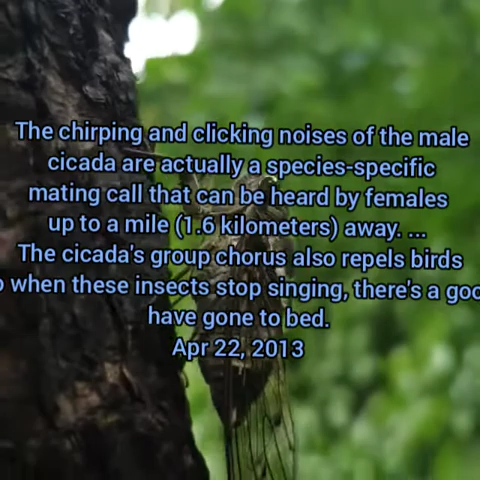 The chirping and clicking noises of the male
cicada are actually a species-specific
mating call that can be heard by females
up to a mile (1.6 kilometers) away. ...
The cicada's group chorus also repels birds
when these insects stop singing, there's a
have gone to bed.
Apr 22, 2013